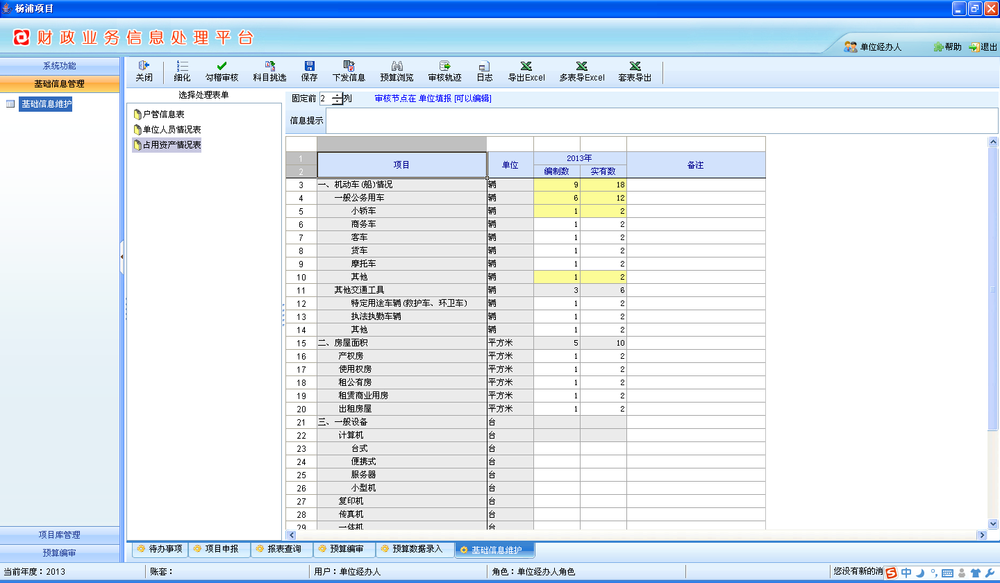 杨浦项目
财政业务信息处理平台
单位经办人 帮助 退出
系统功能
基础信息管理
基础信息维护
项目库管理
预算编审
关闭 细化 勾稽审核 科目挑选 保存 下发信息 预算浏览 审核轨迹 日志 导出Excel 多表导Excel 套表导出
选择处理表单
户管信息表
单位人员情况表
占用资产情况表
固定前 2 列 审核节点在 单位填报 [可以编辑]
信息提示
1 项目 单位 2013年 备注
2 编制数 实有数
3 一、机动车(船)情况 辆 9 18
4 一般公务用车 辆 6 12
5 小轿车 辆 1 2
6 商务车 辆 1 2
7 客车 辆 1 2
8 货车 辆 1 2
9 摩托车 辆 1 2
10 其他 辆 1 2
11 其他交通工具 辆 3 6
12 特定用途车辆(救护车、环卫车) 辆 1 2
13 执法执勤车辆 辆 1 2
14 其他 辆 1 2
15 二、房屋面积 平方米 5 10
16 产权房 平方米 1 2
17 使用权房 平方米 1 2
18 租公有房 平方米 1 2
19 租赁商业用房 平方米 1 2
20 出租房屋 平方米 1 2
21 三、一般设备 台
22 计算机 台
23 台式 台
24 便携式 台
25 服务器 台
26 小型机 台
27 复印机 台
28 传真机 台
29 一体机 台
待办事项 项目申报 报表查询 预算编审 预算数据录入 基础信息维护
当前年度：2013 账套： 用户：单位经办人 角色：单位经办人角色 您没有新的消
中